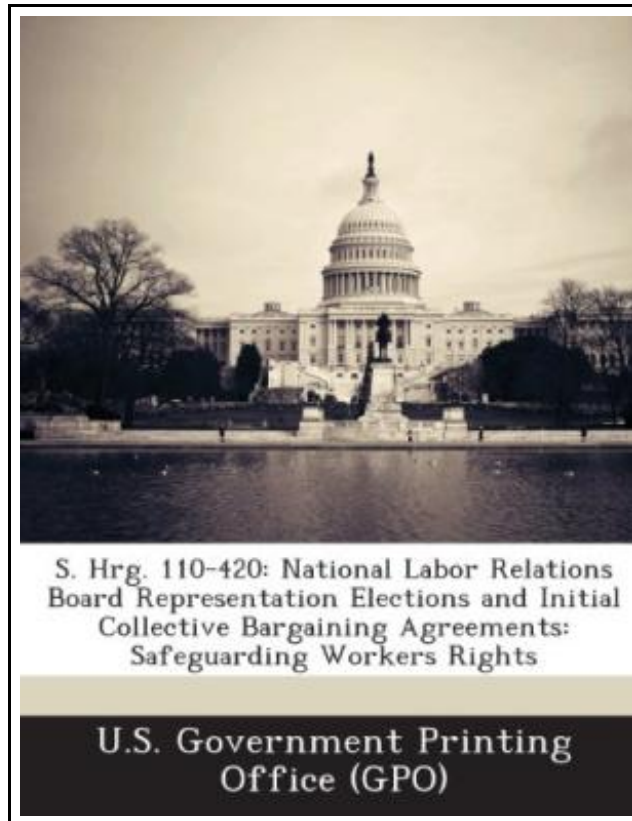 S. Hrg. 110-420: National Labor Relations
Board Representation Elections and Initial
Collective Bargaining Agreements:
Safeguarding Workers Rights
U.S. Government Printing
Office (GPO)